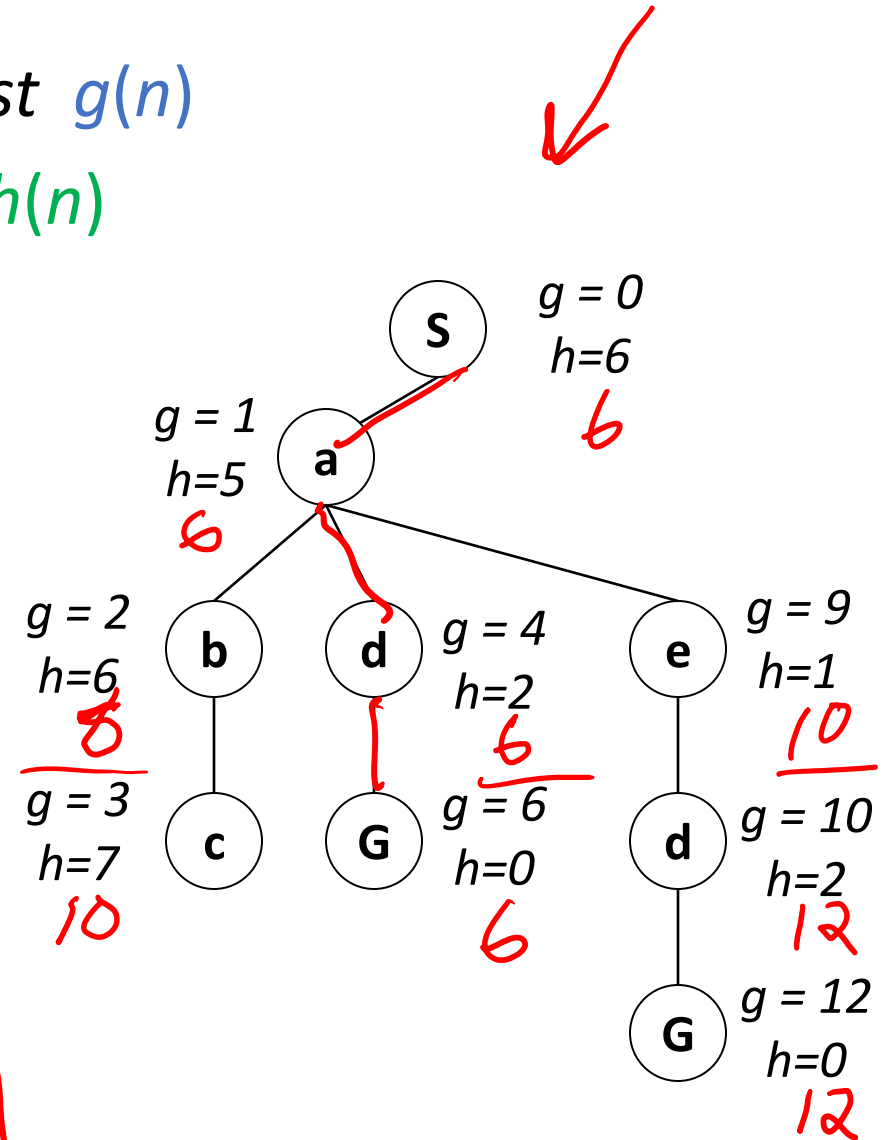 st g(n)
h(n)
S
g = 0
h=6
6
g = 1
h=5
6
a
g = 2
h=6
8
b
d
g = 4
h=2
6
e
g = 9
h=1
10
g = 3
h=7
10
c
G
g = 6
h=0
6
d
g = 10
h=2
12
G
g = 12
h=0
12